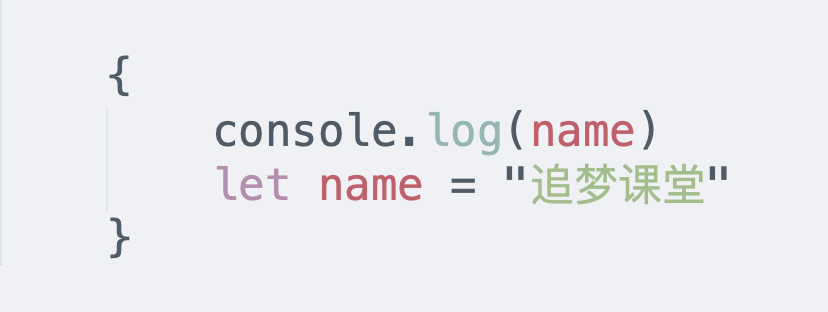 {
console.log(name)
let name = "追梦课堂"
}